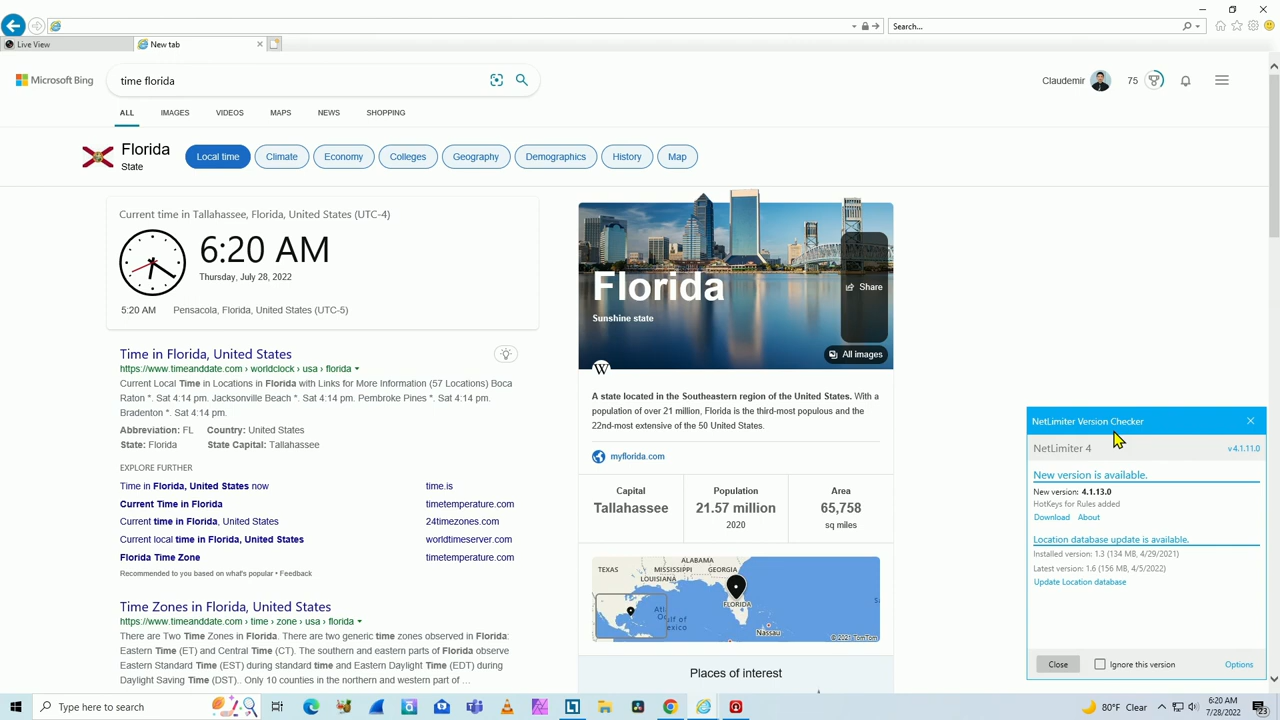 Live View
New tab
Search...
Microsoft Bing
time florida
Claudemir
75
ALL
IMAGES
VIDEOS
MAPS
NEWS
SHOPPING
Florida
State
Local time
Climate
Economy
Colleges
Geography
Demographics
History
Map
Current time in Tallahassee, Florida, United States (UTC-4)
6:20 AM
Thursday, July 28, 2022
5:20 AM Pensacola, Florida, United States (UTC-5)
Time in Florida, United States
https://www.timeanddate.com › worldclock › usa › florida
Current Local Time in Locations in Florida with Links for More Information (57 Locations) Boca
Raton *. Sat 4:14 pm. Jacksonville Beach *. Sat 4:14 pm. Pembroke Pines *. Sat 4:14 pm.
Bradenton *. Sat 4:14 pm.
Abbreviation: FL Country: United States
State: Florida State Capital: Tallahassee
EXPLORE FURTHER
Time in Florida, United States now time.is
Current Time in Florida timetemperature.com
Current time in Florida, United States 24timezones.com
Current local time in Florida, United States worldtimeserver.com
Florida Time Zone timetemperature.com
Recommended to you based on what's popular • Feedback
Time Zones in Florida, United States
https://www.timeanddate.com › time › zone › usa › florida
There are Two Time Zones in Florida. There are two generic time zones observed in Florida:
Eastern Time (ET) and Central Time (CT). The southern and eastern parts of Florida observe
Eastern Standard Time (EST) during standard time and Eastern Daylight Time (EDT) during
Daylight Saving Time (DST).. Only 10 counties in the northern and western part of ...
Florida
Sunshine state
Share
All images
W
A state located in the Southeastern region of the United States. With a
population of over 21 million, Florida is the third-most populous and the
22nd-most extensive of the 50 United States.
myflorida.com
Capital
Tallahassee
Population
21.57 million
2020
Area
65,758
sq miles
TEXAS
ALABAMA
MISSISSIPPI
GEORGIA
LOUISIANA
FLORIDA
Gulf of
Mexico
Nassau
© 2021 TomTom
Places of interest
NetLimiter Version Checker
NetLimiter 4 v4.1.11.0
New version is available.
New version: 4.1.13.0
HotKeys for Rules added
Download About
Location database update is available.
Installed version: 1.3 (134 MB, 4/29/2021)
Latest version: 1.6 (156 MB, 4/5/2022)
Update Location database
Close
Ignore this version
Options
Type here to search
80°F Clear
6:20 AM
7/28/2022
23